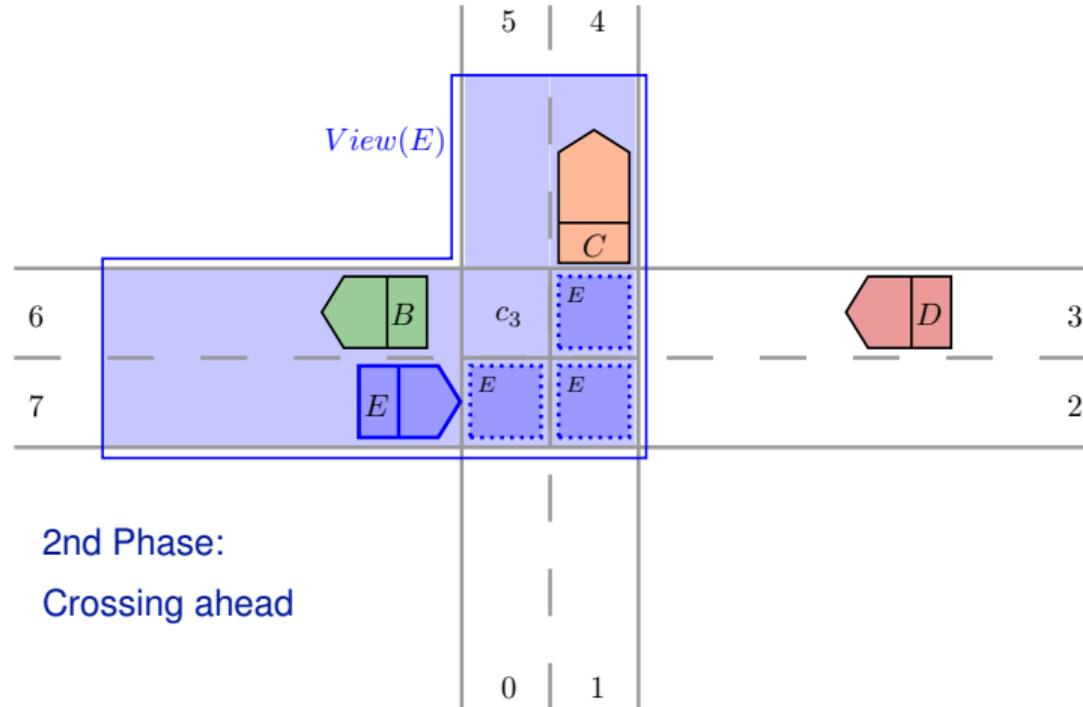 5 4
View(E)
C
6 B c₃ E D 3
7 E E E 2
2nd Phase:
Crossing ahead
0 1